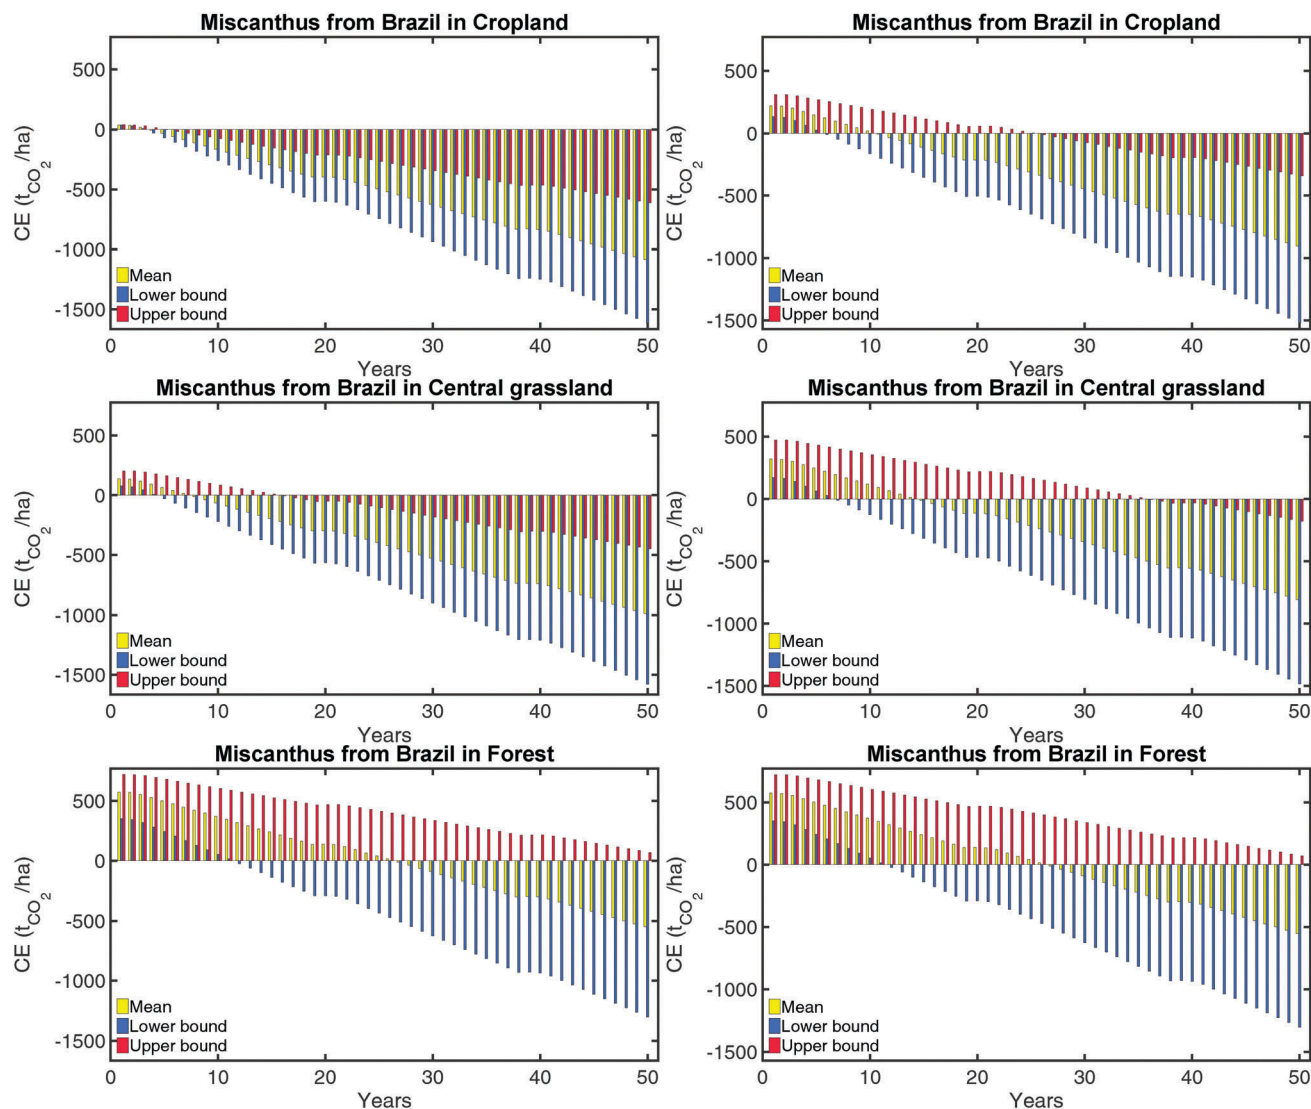 Miscanthus from Brazil in Cropland
500
0
-500
-1000
-1500
CE (tCO2/ha)
Mean
Lower bound
Upper bound
0 10 20 30 40 50
Years
Miscanthus from Brazil in Cropland
500
0
-500
-1000
-1500
CE (tCO2/ha)
Mean
Lower bound
Upper bound
0 10 20 30 40 50
Years
Miscanthus from Brazil in Central grassland
500
0
-500
-1000
-1500
CE (tCO2/ha)
Mean
Lower bound
Upper bound
0 10 20 30 40 50
Years
Miscanthus from Brazil in Central grassland
500
0
-500
-1000
-1500
CE (tCO2/ha)
Mean
Lower bound
Upper bound
0 10 20 30 40 50
Years
Miscanthus from Brazil in Forest
500
0
-500
-1000
-1500
CE (tCO2/ha)
Mean
Lower bound
Upper bound
0 10 20 30 40 50
Years
Miscanthus from Brazil in Forest
500
0
-500
-1000
-1500
CE (tCO2/ha)
Mean
Lower bound
Upper bound
0 10 20 30 40 50
Years